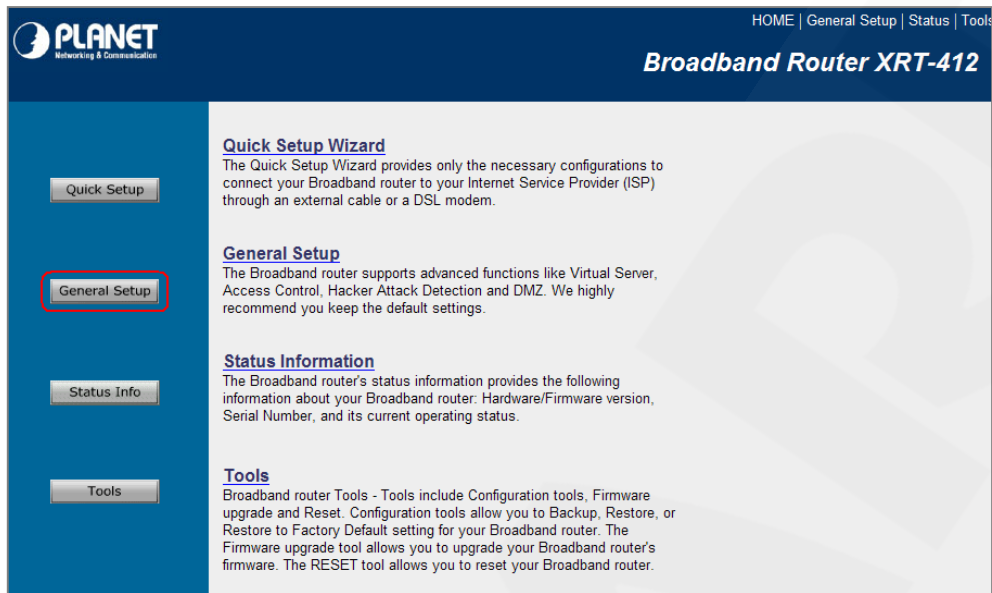 PLANET
Networking & Communication
HOME | General Setup | Status | Tools
Broadband Router XRT-412
Quick Setup
General Setup
Status Info
Tools
Quick Setup Wizard
The Quick Setup Wizard provides only the necessary configurations to
connect your Broadband router to your Internet Service Provider (ISP)
through an external cable or a DSL modem.
General Setup
The Broadband router supports advanced functions like Virtual Server,
Access Control, Hacker Attack Detection and DMZ. We highly
recommend you keep the default settings.
Status Information
The Broadband router's status information provides the following
information about your Broadband router: Hardware/Firmware version,
Serial Number, and its current operating status.
Tools
Broadband router Tools - Tools include Configuration tools, Firmware
upgrade and Reset. Configuration tools allow you to Backup, Restore, or
Restore to Factory Default setting for your Broadband router. The
Firmware upgrade tool allows you to upgrade your Broadband router's
firmware. The RESET tool allows you to reset your Broadband router.